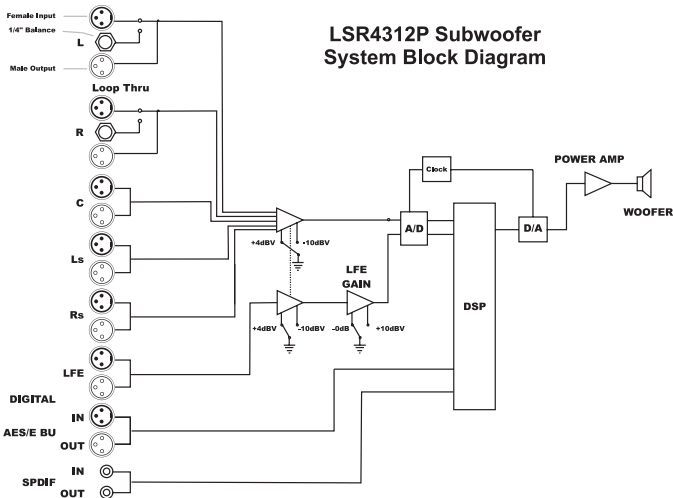 LSR4312P Subwoofer
System Block Diagram
Female Input
1/4" Balance
L
Male Output
Loop Thru
R
C
Ls
Rs
LFE
DIGITAL
IN
AES/E BU
OUT
IN
SPDIF
OUT
+4dBV
-10dBV
+4dBV
-10dBV
LFE
GAIN
-0dB
+10dBV
Clock
A/D
DSP
D/A
POWER AMP
WOOFER